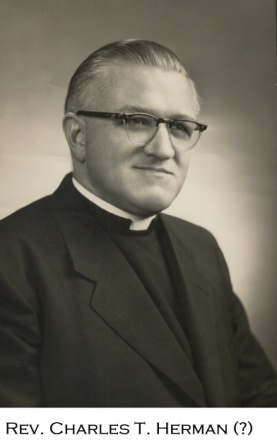 REV. CHARLES T. HERMAN (?)